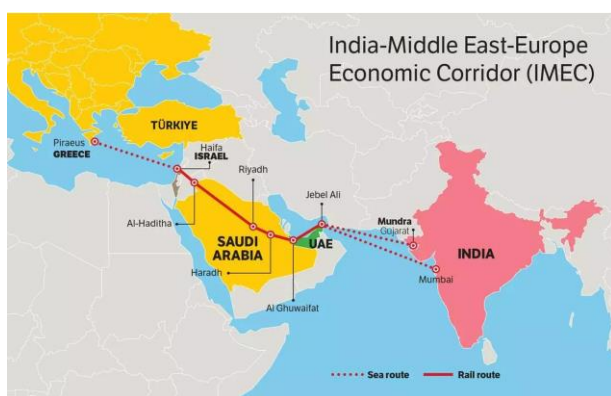 India-Middle East-Europe
Economic Corridor (IMEC)
TÜRKIYE
Piraeus
GREECE
Haifa
ISRAEL
Riyadh
Jebel Ali
Al-Haditha
Mundra
Gujarat
SAUDI
ARABIA
UAE
INDIA
Haradh
Mumbai
Al Ghuwaifat
Sea route
Rail route